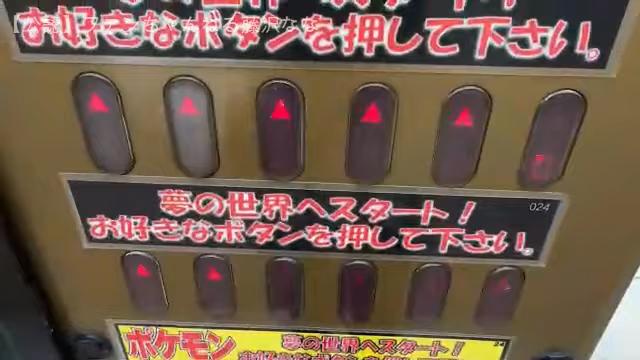 お好きなボタンを押して下さい。
夢の世界へスタート！
024
お好きなボタンを押して下さい。
ポケモン
夢の世界へスタート！
24